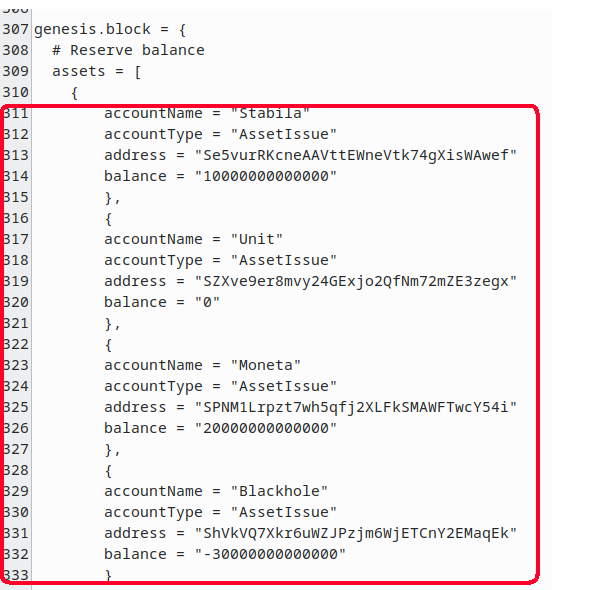 307 genesis.block = {
308 # Reserve balance
309 assets = [
310 {
311 accountName = "Stabila"
312 accountType = "AssetIssue"
313 address = "Se5vurRKcneAAVttEWneVtk74gXisWAwef"
314 balance = "10000000000000"
315 },
316 {
317 accountName = "Unit"
318 accountType = "AssetIssue"
319 address = "SZXve9er8mvy24GExjo2QfNm72mZE3zegx"
320 balance = "0"
321 },
322 {
323 accountName = "Moneta"
324 accountType = "AssetIssue"
325 address = "SPNM1Lrpzt7wh5qfj2XLFkSMAWFTwcY54i"
326 balance = "20000000000000"
327 },
328 {
329 accountName = "Blackhole"
330 accountType = "AssetIssue"
331 address = "ShVkVQ7Xkr6uWZJPzjm6WjETCnY2EMaqEk"
332 balance = "-30000000000000"
333 }